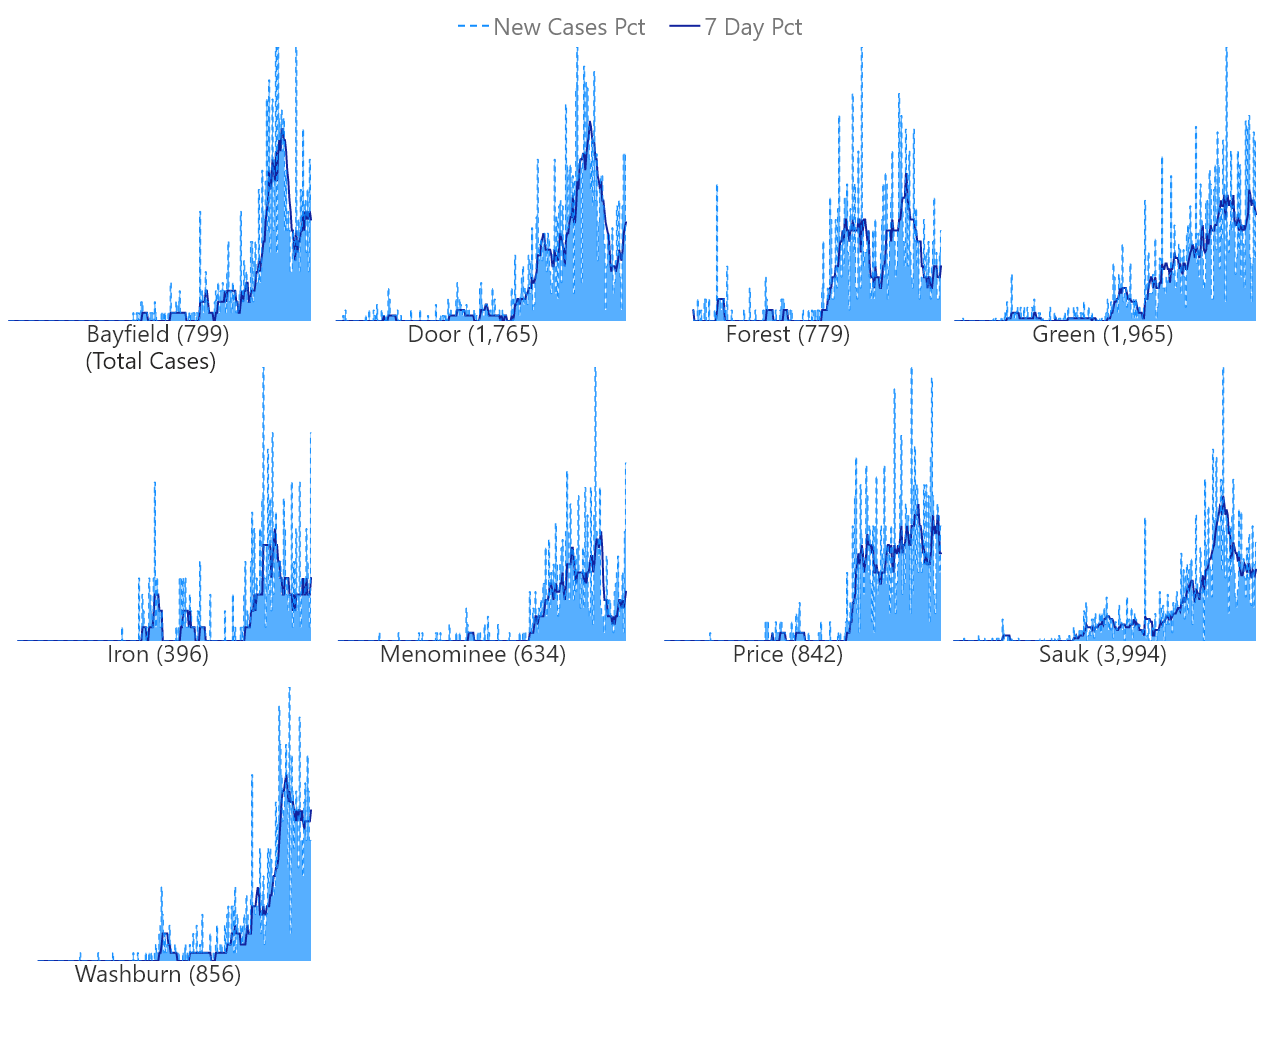 New Cases Pct 7 Day Pct
Bayfield (799) Door (1,765) Forest (779) Green (1,965)
(Total Cases)
Iron (396) Menominee (634) Price (842) Sauk (3,994)
Washburn (856)